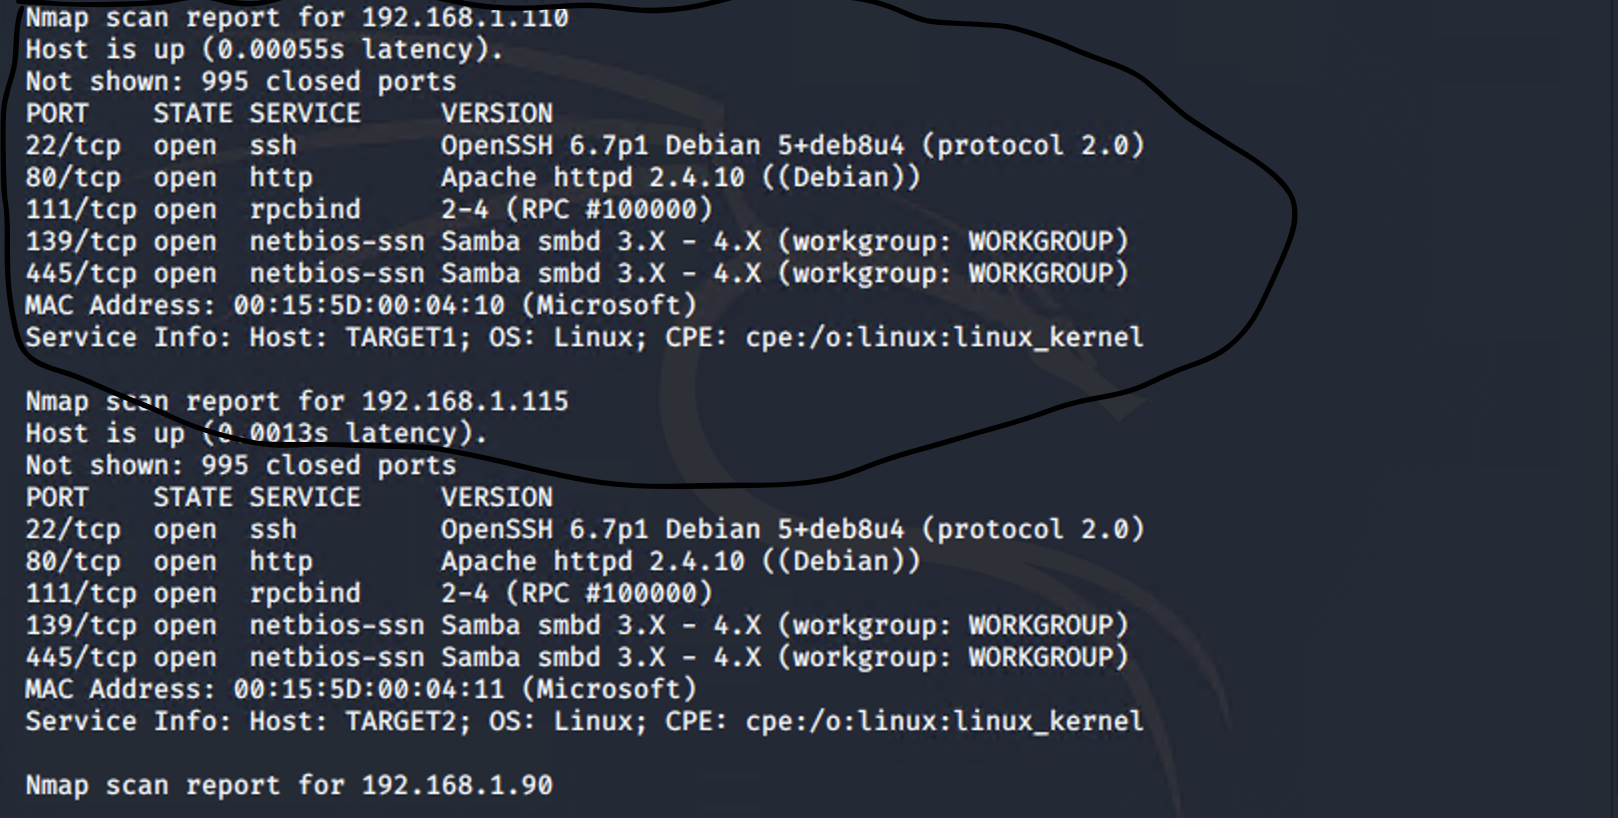 Nmap scan report for 192.168.1.110
Host is up (0.00055s latency).
Not shown: 995 closed ports
PORT    STATE SERVICE     VERSION
22/tcp  open  ssh         OpenSSH 6.7p1 Debian 5+deb8u4 (protocol 2.0)
80/tcp  open  http        Apache httpd 2.4.10 ((Debian))
111/tcp open  rpcbind     2-4 (RPC #100000)
139/tcp open  netbios-ssn Samba smbd 3.X - 4.X (workgroup: WORKGROUP)
445/tcp open  netbios-ssn Samba smbd 3.X - 4.X (workgroup: WORKGROUP)
MAC Address: 00:15:5D:00:04:10 (Microsoft)
Service Info: Host: TARGET1; OS: Linux; CPE: cpe:/o:linux:linux_kernel
Nmap scan report for 192.168.1.115
Host is up (0.0013s latency).
Not shown: 995 closed ports
PORT    STATE SERVICE     VERSION
22/tcp  open  ssh         OpenSSH 6.7p1 Debian 5+deb8u4 (protocol 2.0)
80/tcp  open  http        Apache httpd 2.4.10 ((Debian))
111/tcp open  rpcbind     2-4 (RPC #100000)
139/tcp open  netbios-ssn Samba smbd 3.X - 4.X (workgroup: WORKGROUP)
445/tcp open  netbios-ssn Samba smbd 3.X - 4.X (workgroup: WORKGROUP)
MAC Address: 00:15:5D:00:04:11 (Microsoft)
Service Info: Host: TARGET2; OS: Linux; CPE: cpe:/o:linux:linux_kernel
Nmap scan report for 192.168.1.90